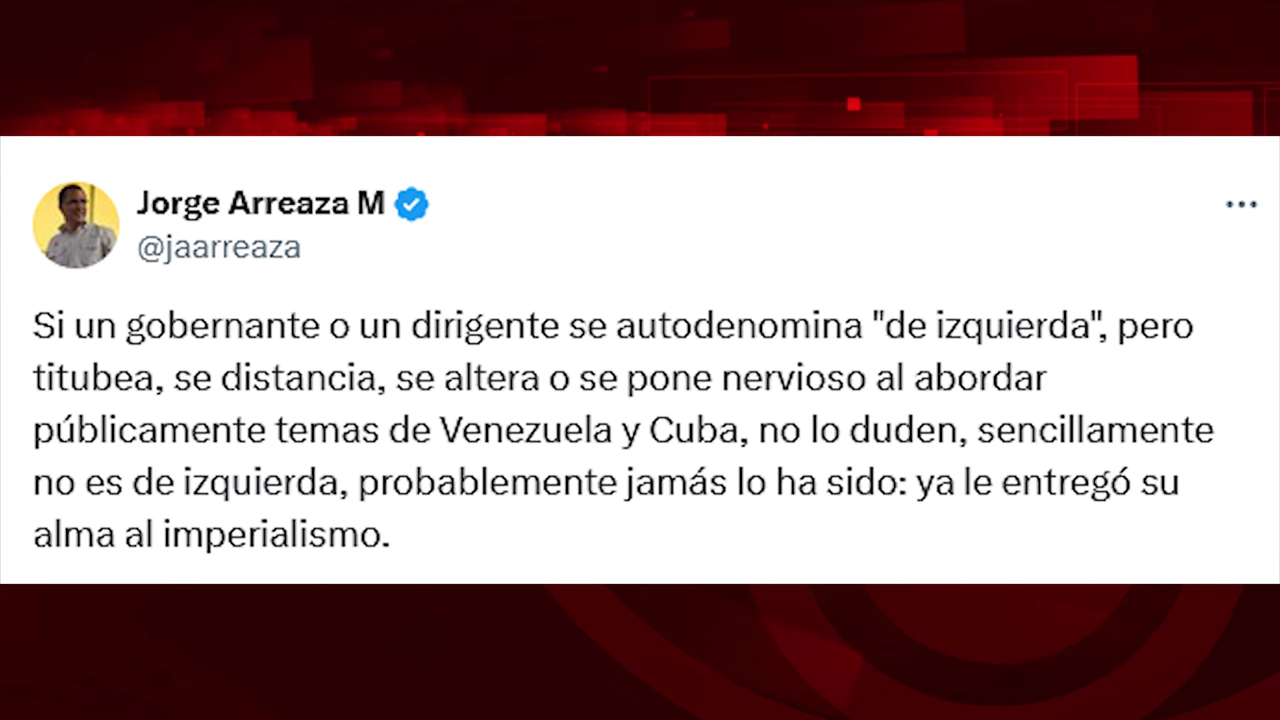 Jorge Arreaza M
@jaarreaza
Si un gobernante o un dirigente se autodenomina "de izquierda", pero
titubea, se distancia, se altera o se pone nervioso al abordar
públicamente temas de Venezuela y Cuba, no lo duden, sencillamente
no es de izquierda, probablemente jamás lo ha sido: ya le entregó su
alma al imperialismo.